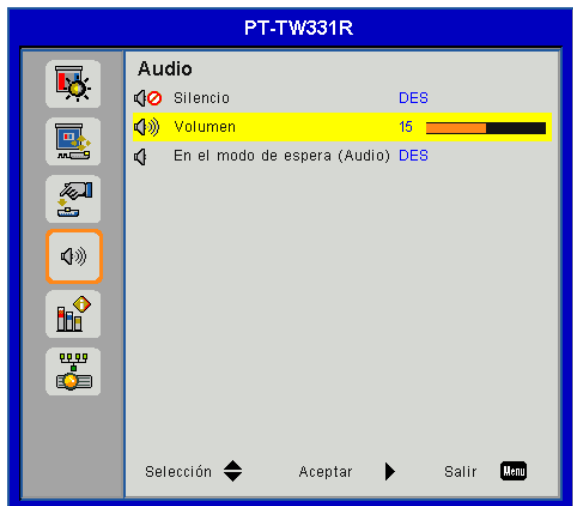 PT-TW331R
Audio
Silencio DES
Volumen 15
En el modo de espera (Audio) DES
Selección Aceptar Salir Menu